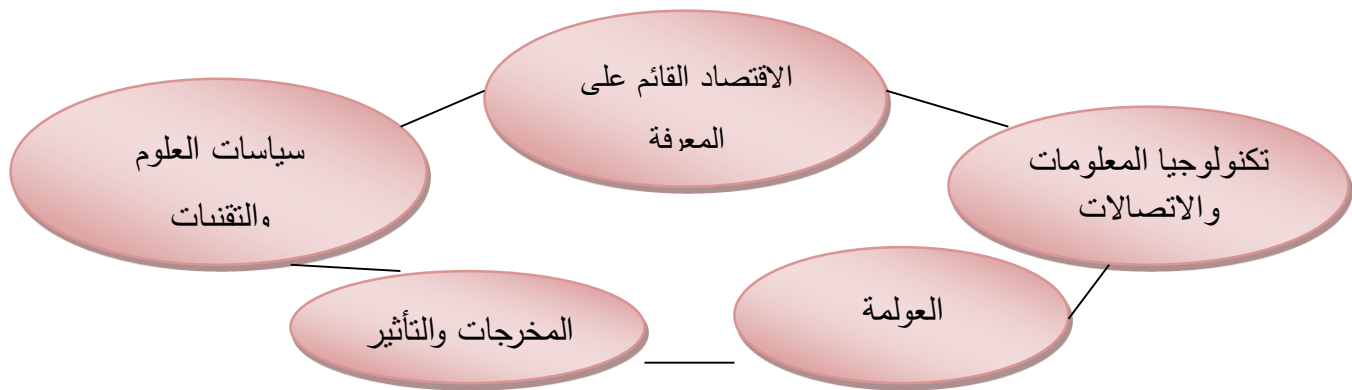 الاقتصاد القائم على
المعرفة
تكنولوجيا المعلومات
والاتصالات
العولمة
المخرجات والتأثير
سياسات العلوم
والتقنيات